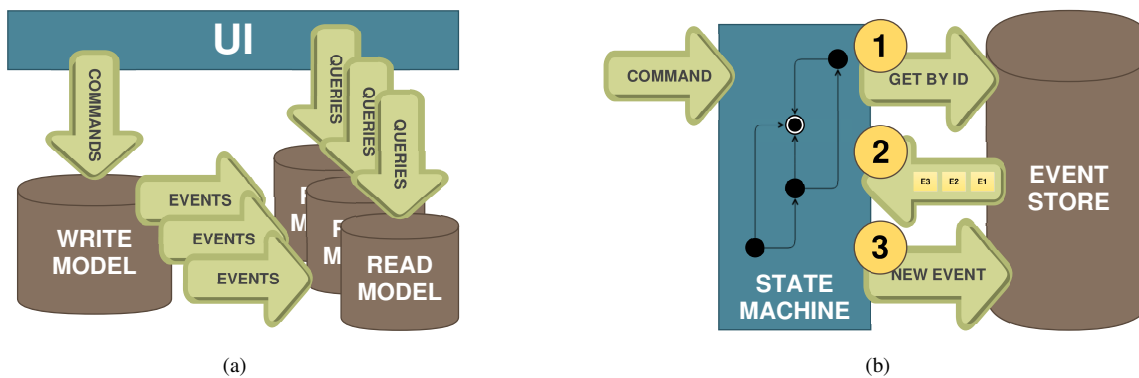 UI
COMMANDS
QUERIES
QUERIES
QUERIES
EVENTS
EVENTS
EVENTS
WRITE
MODEL
READ
MODEL
(a)
COMMAND
1
GET BY ID
2
E3 E2 E1
3
NEW EVENT
STATE
MACHINE
EVENT
STORE
(b)